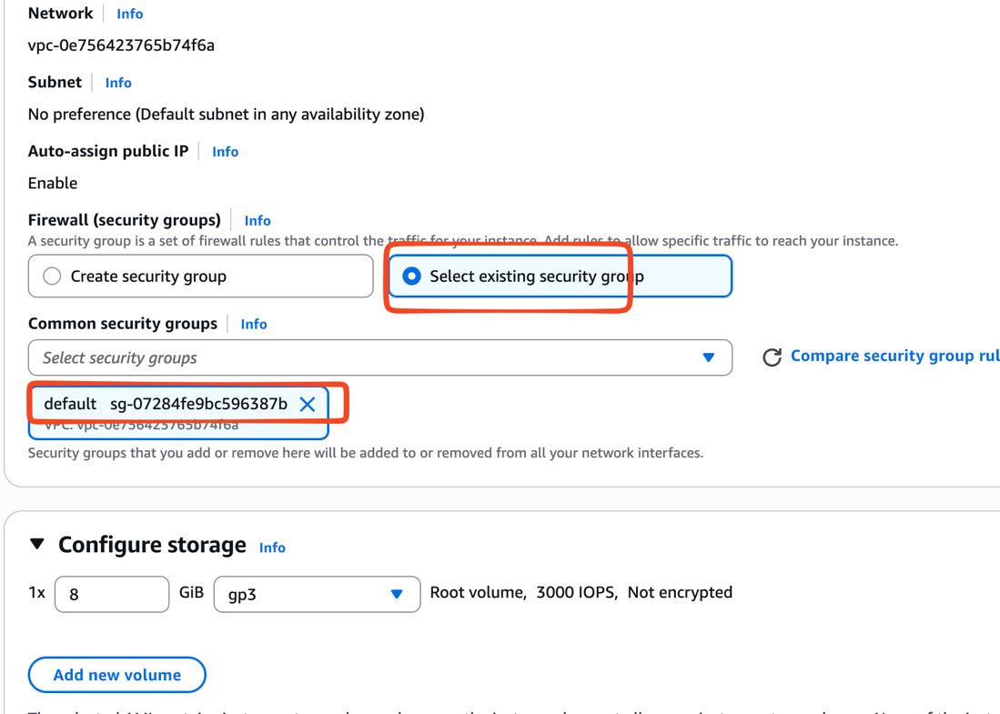 Network Info
vpc-0e756423765b74f6a
Subnet Info
No preference (Default subnet in any availability zone)
Auto-assign public IP Info
Enable
Firewall (security groups) Info
A security group is a set of firewall rules that control the traffic for your instance. Add rules to allow specific traffic to reach your instance.
Create security group Select existing security group
Common security groups Info
Select security groups Compare security group rul
default sg-07284fe9bc596387b
VPC: vpc-0e756423765b74f6a
Security groups that you add or remove here will be added to or removed from all your network interfaces.
Configure storage Info
1x 8 GiB gp3 Root volume, 3000 IOPS, Not encrypted
Add new volume